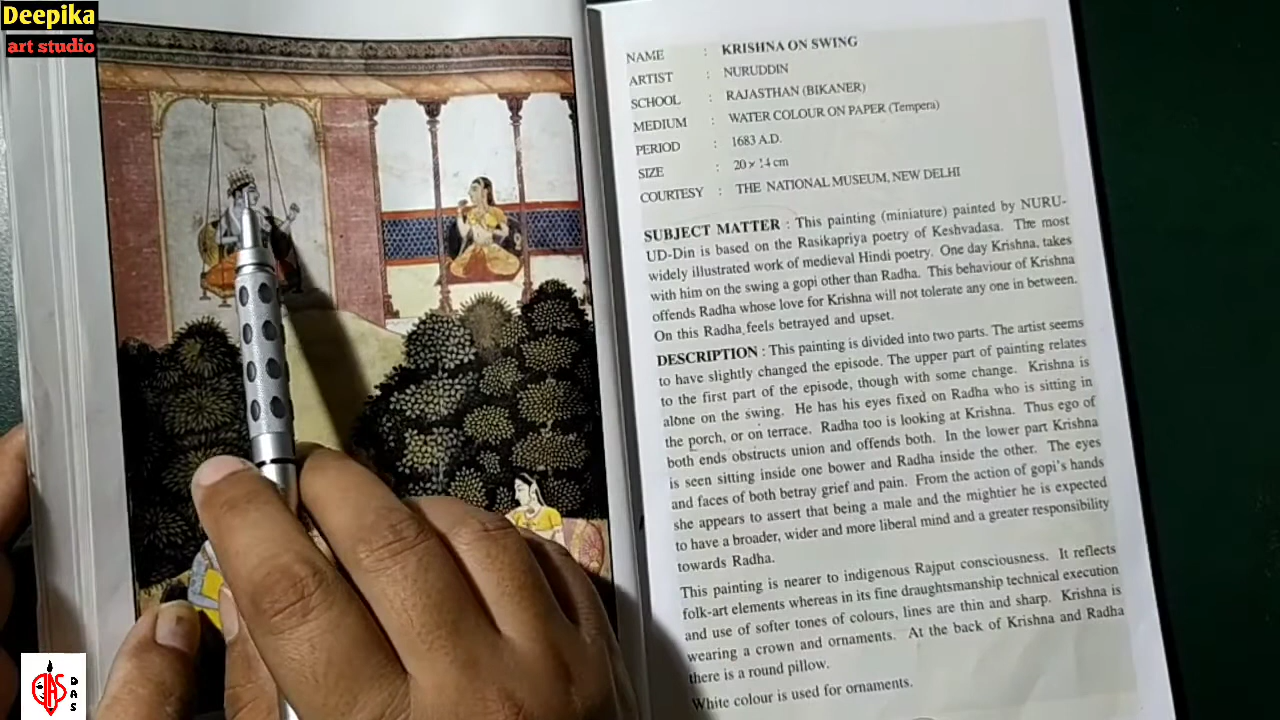 Deepika
art studio
NAME : KRISHNA ON SWING
ARTIST : NURUDDIN
SCHOOL : RAJASTHAN (BIKANER)
MEDIUM : WATER COLOUR ON PAPER (Tempera)
PERIOD : 1683 A.D.
SIZE : 20 × 14 cm
COURTESY : THE NATIONAL MUSEUM, NEW DELHI
SUBJECT MATTER : This painting (miniature) painted by NURU-
UD-Din is based on the Rasikapriya poetry of Keshvadasa. The most
widely illustrated work of medieval Hindi poetry. One day Krishna, takes
with him on the swing a gopi other than Radha. This behaviour of Krishna
offends Radha whose love for Krishna will not tolerate any one in between.
On this Radha feels betrayed and upset.
DESCRIPTION : This painting is divided into two parts. The artist seems
to have slightly changed the episode. The upper part of painting relates
to the first part of the episode, though with some change. Krishna is
alone on the swing. He has his eyes fixed on Radha who is sitting in
the porch, or on terrace. Radha too is looking at Krishna. Thus ego of
both ends obstructs union and offends both. In the lower part Krishna
is seen sitting inside one bower and Radha inside the other. The eyes
and faces of both betray grief and pain. From the action of gopi's hands
she appears to assert that being a male and the mightier he is expected
to have a broader, wider and more liberal mind and a greater responsibility
towards Radha.
This painting is nearer to indigenous Rajput consciousness. It reflects
folk-art elements whereas in its fine draughtsmanship technical execution
and use of softer tones of colours, lines are thin and sharp. Krishna is
wearing a crown and ornaments. At the back of Krishna and Radha
there is a round pillow.
White colour is used for ornaments.
DAS